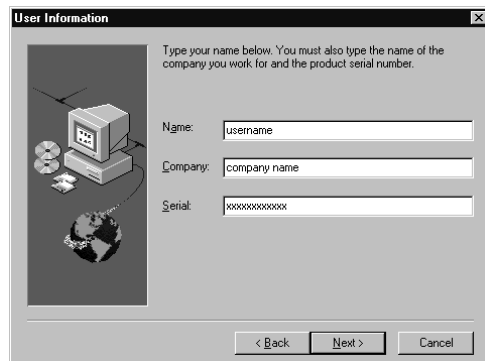 User Information
Type your name below. You must also type the name of the
company you work for and the product serial number.
Name: username
Company: company name
Serial: xxxxxxxxxxxx
< Back Next > Cancel